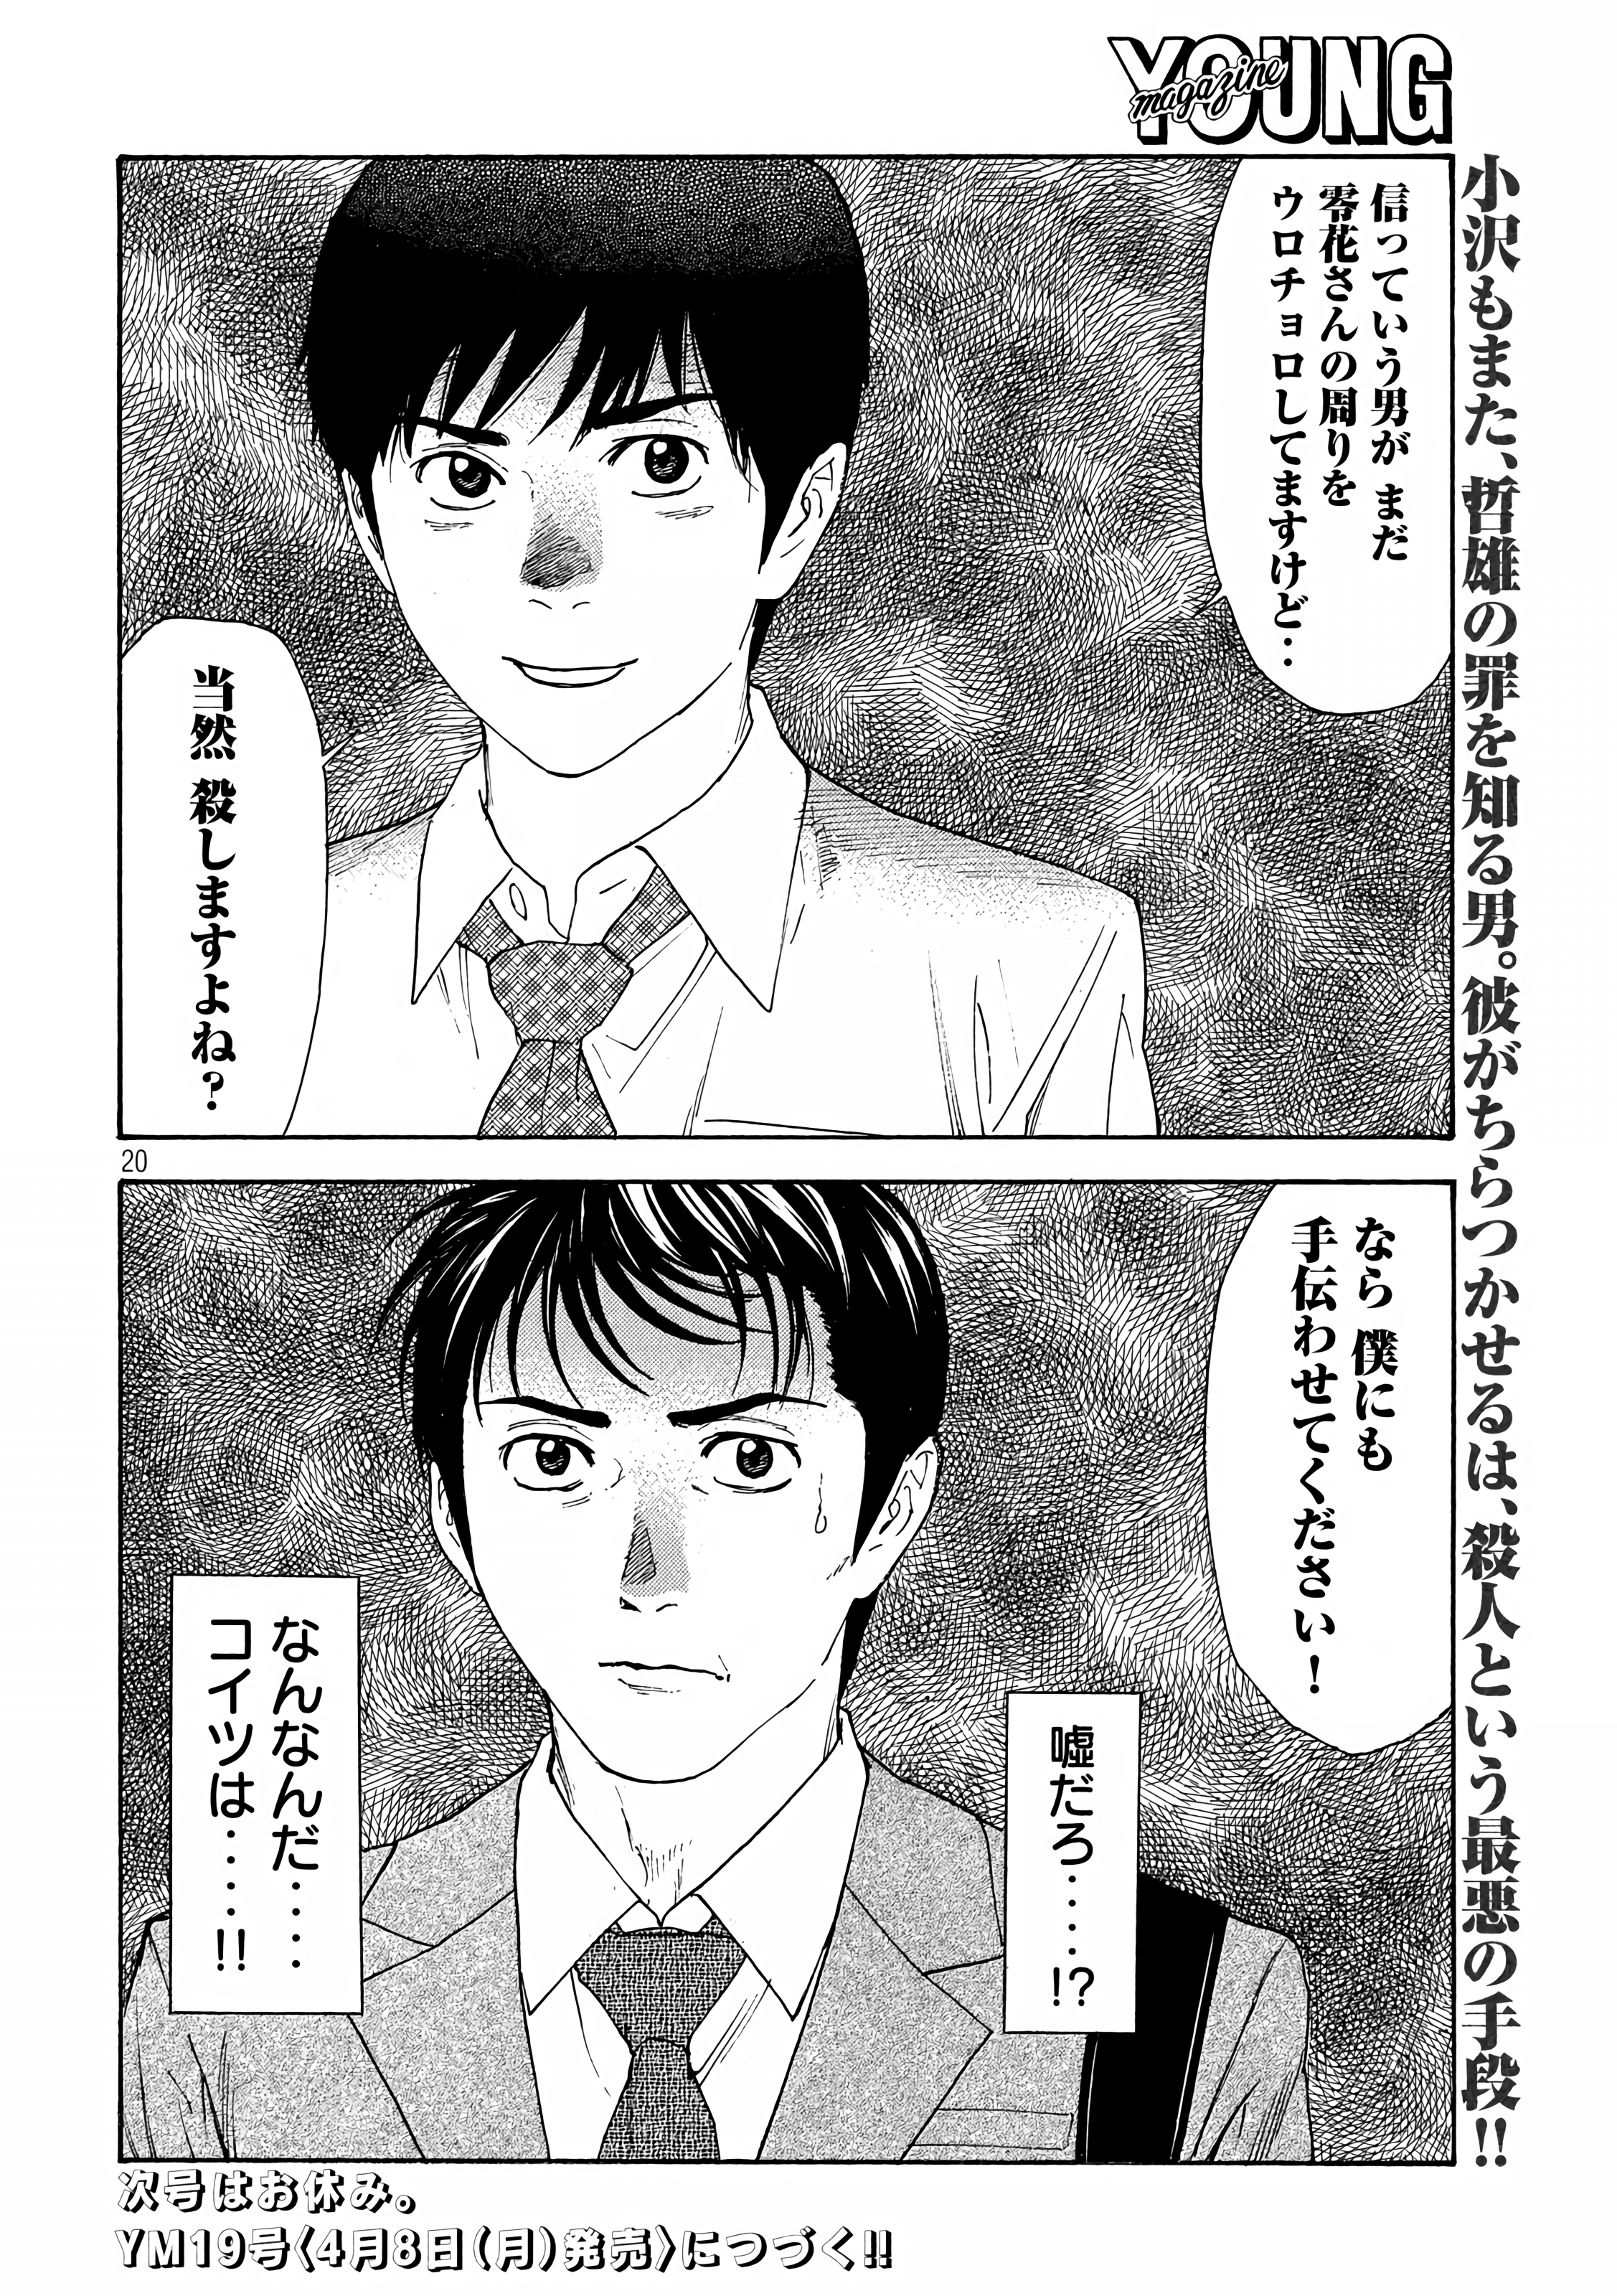 YOUNG
magazine
小沢もまた、哲雄の罪を知る男。彼がちらつかせるは、殺人という最悪の手段!!
信っていう男が まだ
零花さんの周りを
ウロチョロしてますけど‥
当然 殺しますよね？
20
なら 僕にも
手伝わせてください！
嘘だろ‥‥!?
なんなんだ‥‥
コイツは‥‥!!
次号はお休み。
YM19号〈4月8日(月)発売〉につづく!!